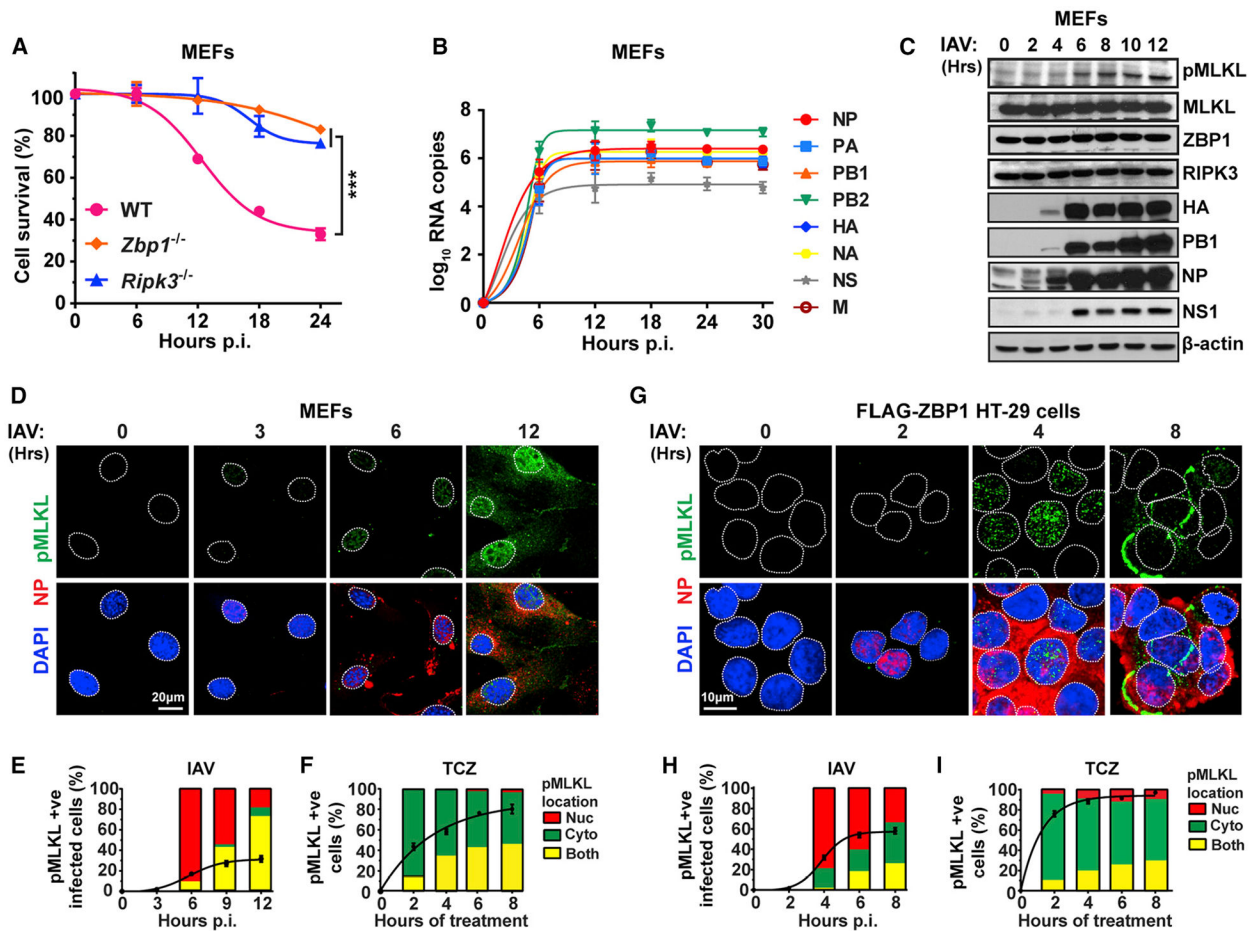 A
MEFs
Cell survival (%)
100
80
60
40
20
0
0 6 12 18 24
Hours p.i.
WT
Zbp1-/-
Ripk3-/-
***
B
MEFs
log10 RNA copies
8
6
4
2
0
0 6 12 18 24 30
Hours p.i.
NP
PA
PB1
PB2
HA
NA
NS
M
C
MEFs
IAV: 0 2 4 6 8 10 12
(Hrs)
pMLKL
MLKL
ZBP1
RIPK3
HA
PB1
NP
NS1
β-actin
D
MEFs
IAV: 0 3 6 12
(Hrs)
pMLKL
DAPI NP
20μm
G
FLAG-ZBP1 HT-29 cells
IAV: 0 2 4 8
(Hrs)
pMLKL
DAPI NP
10μm
E
IAV
pMLKL +ve
infected cells (%)
100
80
60
40
20
0
0 3 6 9 12
Hours p.i.
F
TCZ
pMLKL +ve
cells (%)
100
80
60
40
20
0
0 2 4 6 8
Hours of treatment
pMLKL
location
Nuc
Cyto
Both
H
IAV
pMLKL+ve
infected cells (%)
100
80
60
40
20
0
0 2 4 6 8
Hours p.i.
I
TCZ
pMLKL +ve
cells (%)
100
80
60
40
20
0
0 2 4 6 8
Hours of treatment
pMLKL
location
Nuc
Cyto
Both